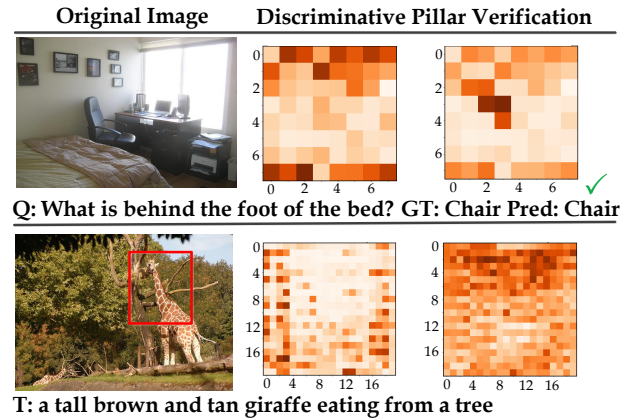 Original Image Discriminative Pillar Verification
0
2
4
6
0 2 4 6
0
2
4
6
0 2 4 6
Q: What is behind the foot of the bed? GT: Chair Pred: Chair
0
4
8
12
16
0 4 8 12 16
0
4
8
12
16
0 4 8 12 16
T: a tall brown and tan giraffe eating from a tree